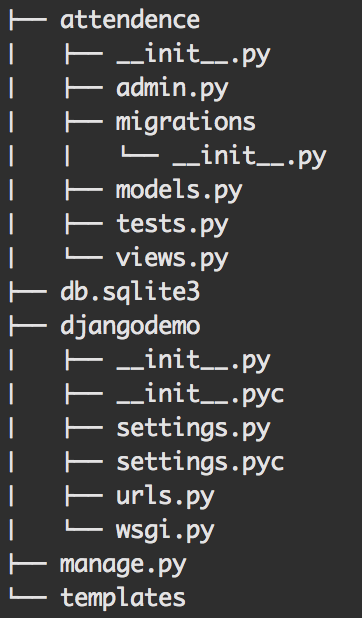 ├── attendence
│   ├── __init__.py
│   ├── admin.py
│   ├── migrations
│   │   └── __init__.py
│   ├── models.py
│   ├── tests.py
│   └── views.py
├── db.sqlite3
├── djangodemo
│   ├── __init__.py
│   ├── __init__.pyc
│   ├── settings.py
│   ├── settings.pyc
│   ├── urls.py
│   └── wsgi.py
├── manage.py
└── templates